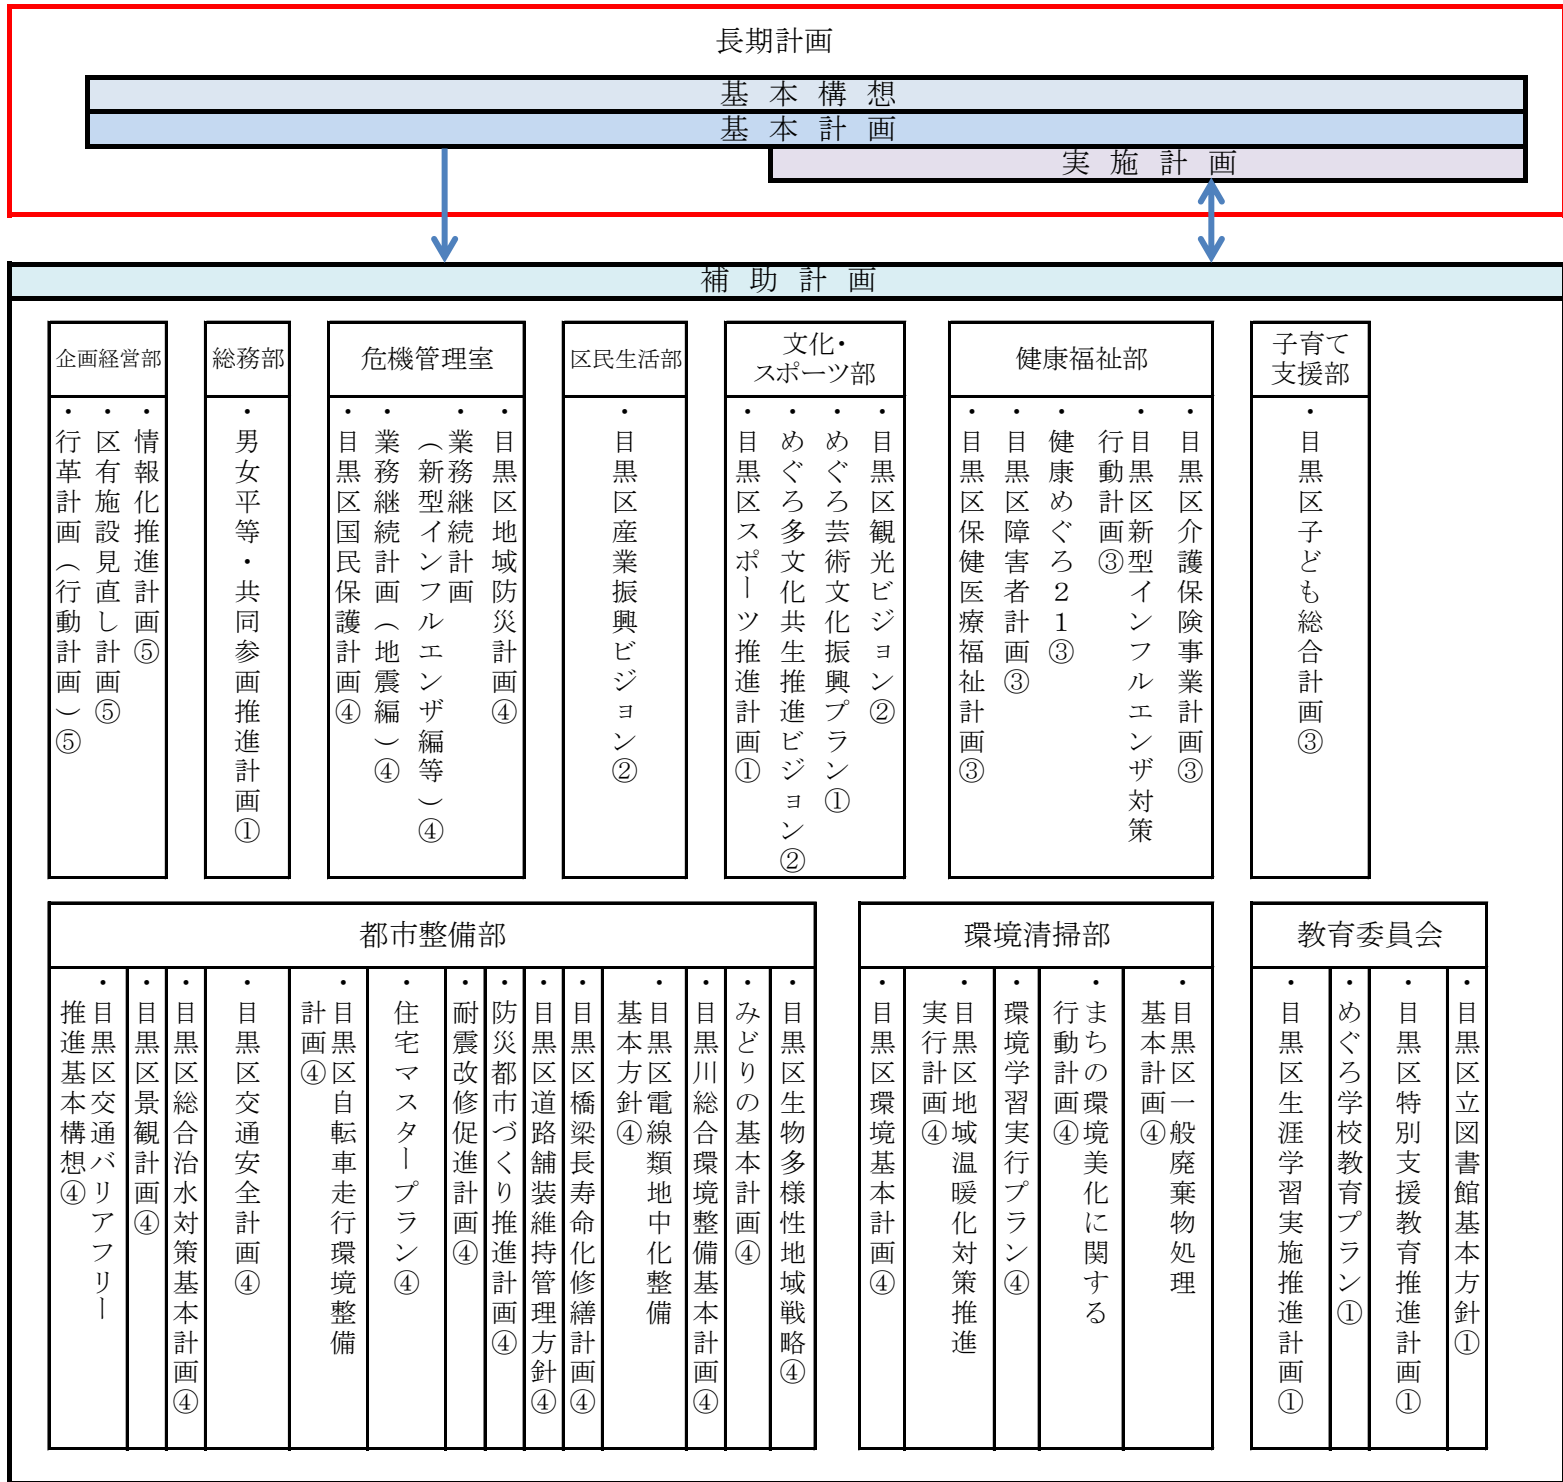 長期計画
基本構想
基本計画
実施計画
補助計画
企画経営部
・行革計画（行動計画）⑤
・区有施設見直し計画⑤
・情報化推進計画⑤
総務部
・男女平等・共同参画推進計画①
危機管理室
・目黒区国民保護計画④
・業務継続計画（地震編）④
・業務継続計画
（新型インフルエンザ編等）④
・目黒区地域防災計画④
区民生活部
・目黒区産業振興ビジョン②
文化・
スポーツ部
・目黒区スポーツ推進計画①
・めぐろ多文化共生推進ビジョン②
・めぐろ芸術文化振興プラン①
・目黒区観光ビジョン②
健康福祉部
・目黒区保健医療福祉計画③
・目黒区障害者計画③
・健康めぐろ２１③
・目黒区新型インフルエンザ対策
行動計画③
・目黒区介護保険事業計画③
子育て
支援部
・目黒区子ども総合計画③
都市整備部
・目黒区交通バリアフリー
推進基本構想④
・目黒区景観計画④
・目黒区総合治水対策基本計画④
・目黒区交通安全計画④
・目黒区自転車走行環境整備
計画④
・住宅マスタープラン④
・耐震改修促進計画④
・防災都市づくり推進計画④
・目黒区道路舗装維持管理方針④
・目黒区橋梁長寿命化修繕計画④
・目黒区電線類地中化整備
基本方針④
・目黒川総合環境整備基本計画④
・みどりの基本計画④
・目黒区生物多様性地域戦略④
環境清掃部
・目黒区環境基本計画④
・目黒区地域温暖化対策推進
実行計画④
・環境学習実行プラン④
・まちの環境美化に関する
行動計画④
・目黒区一般廃棄物処理
基本計画④
教育委員会
・目黒区生涯学習実施推進計画①
・めぐろ学校教育プラン①
・目黒区特別支援教育推進計画①
・目黒区立図書館基本方針①